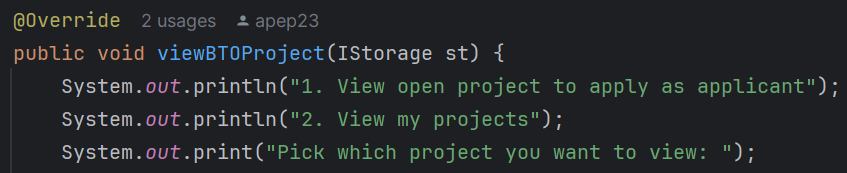 @Override 2 usages apep23
public void viewBTOProject(IStorage st) {
System.out.println("1. View open project to apply as applicant");
System.out.println("2. View my projects");
System.out.print("Pick which project you want to view: ");